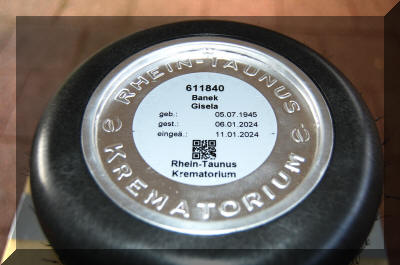 RHEIN-TAUNUS
KREMATORIUM
611840
Banek
Gisela
geb.: 05.07.1945
gest.: 06.01.2024
eingeä.: 11.01.2024
Rhein-Taunus
Krematorium